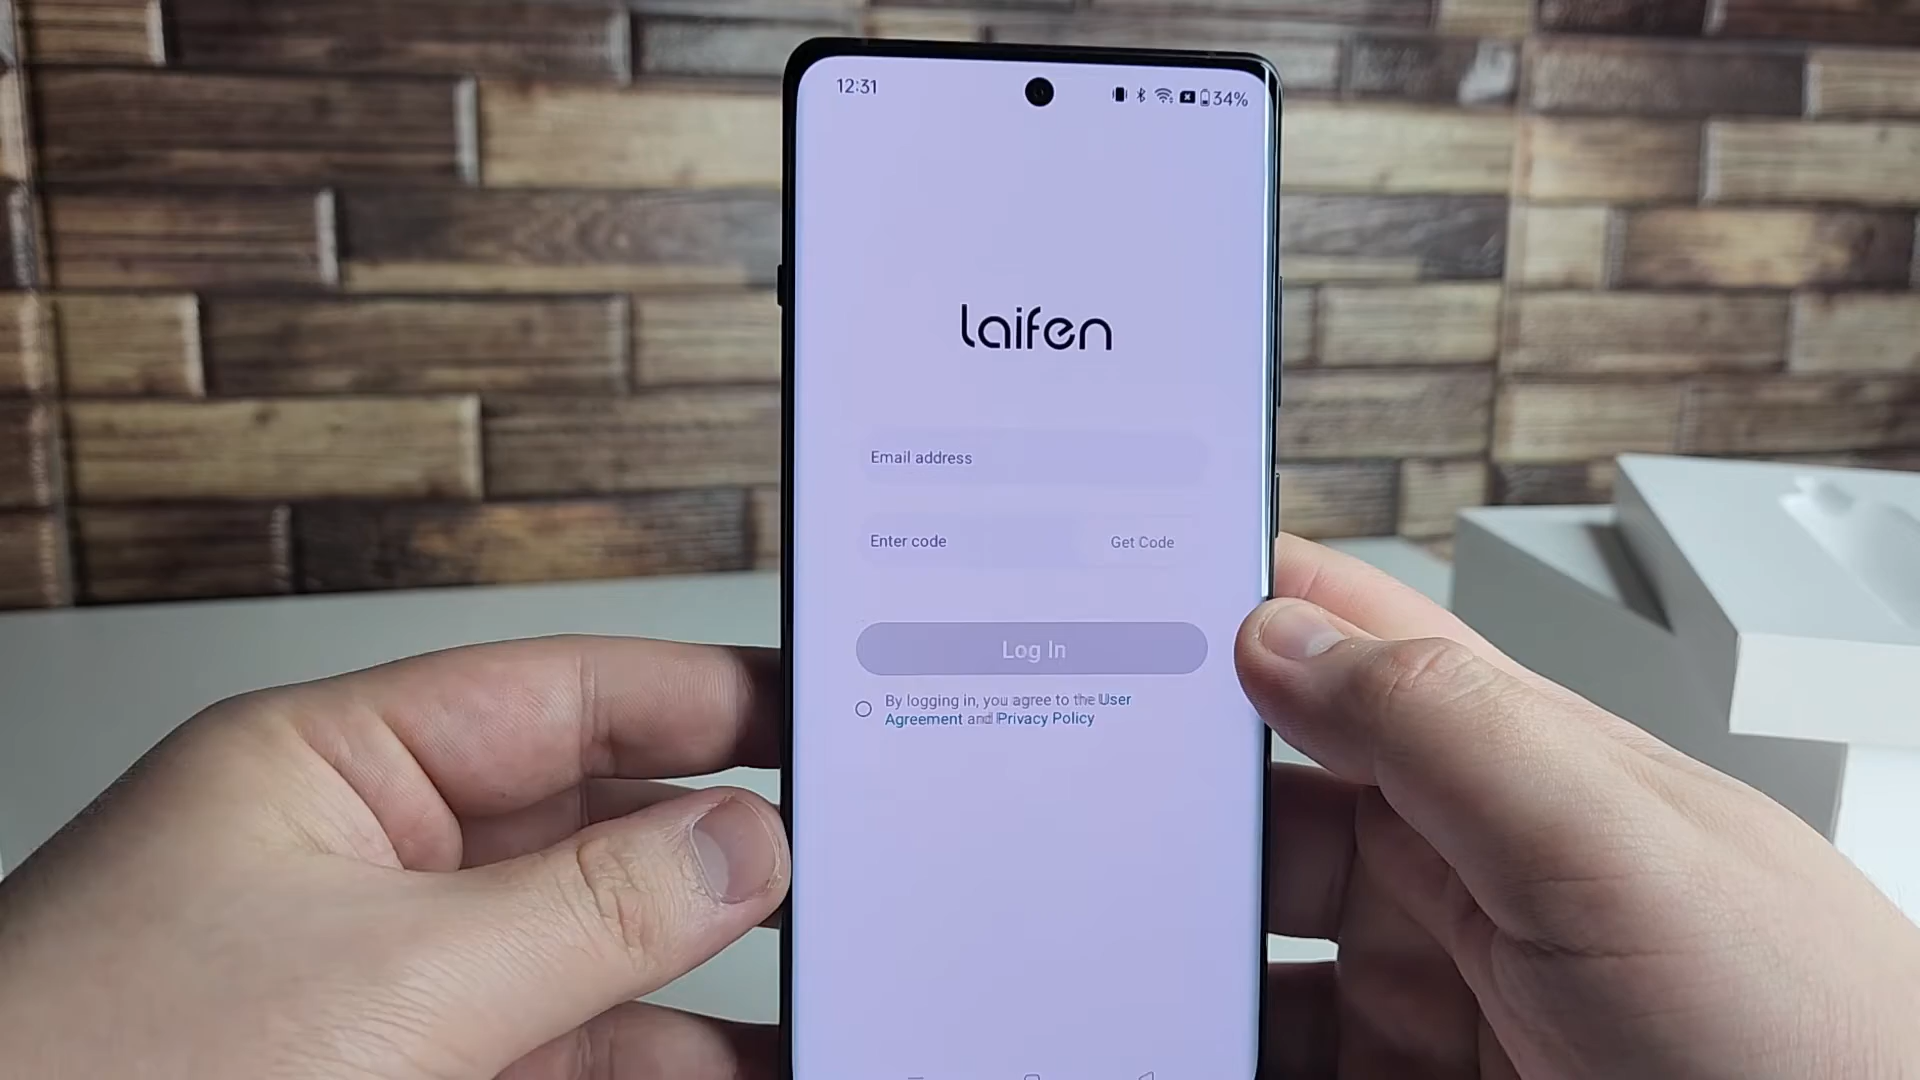 12:31
34%
laifen
Email address
Enter code
Get Code
Log In
By logging in, you agree to the User
Agreement and Privacy Policy